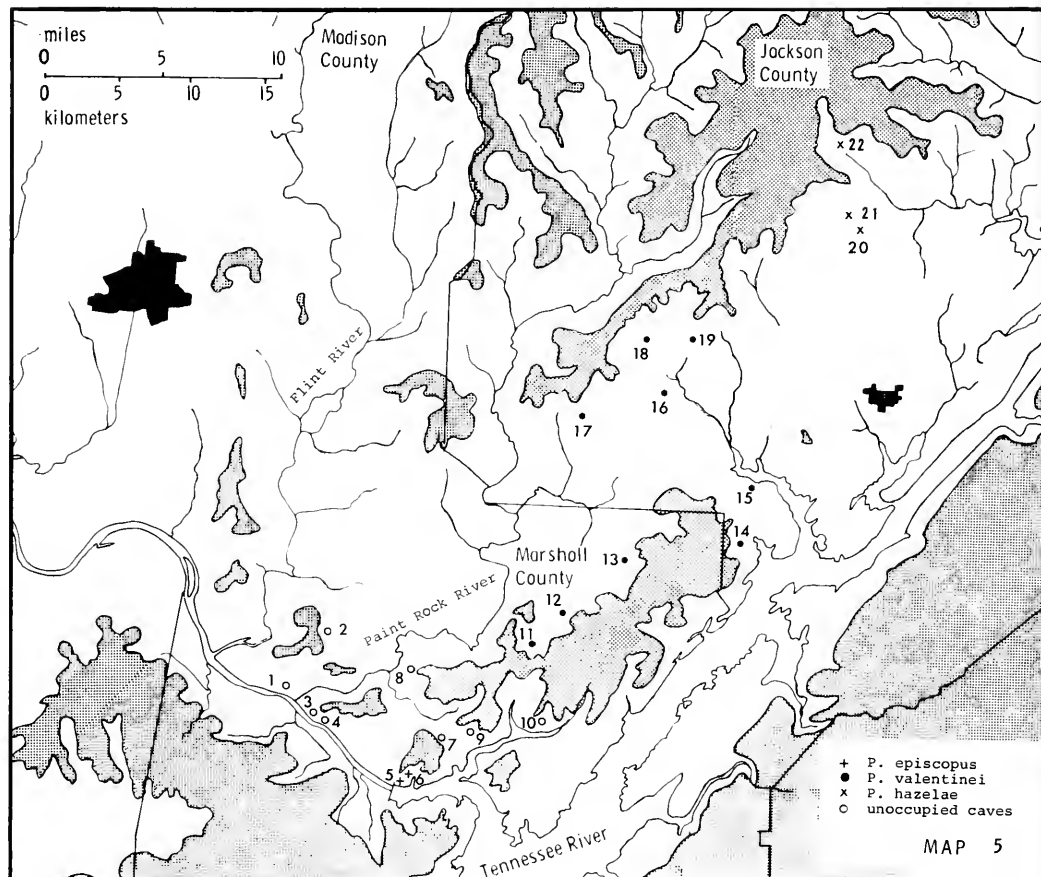 miles
0 5 10
0 5 10 15
kilometers
Madison
County
Jackson
County
x 22
x 21
x
20
Flint River
18
19
16
17
15
14
13
Marshall
County
12
11
Paint Rock River
2
1
8
3
4
10
7
9
5
6
Tennessee River
+ P. episcopus
● P. valentinei
x P. hazelae
○ unoccupied caves
MAP 5